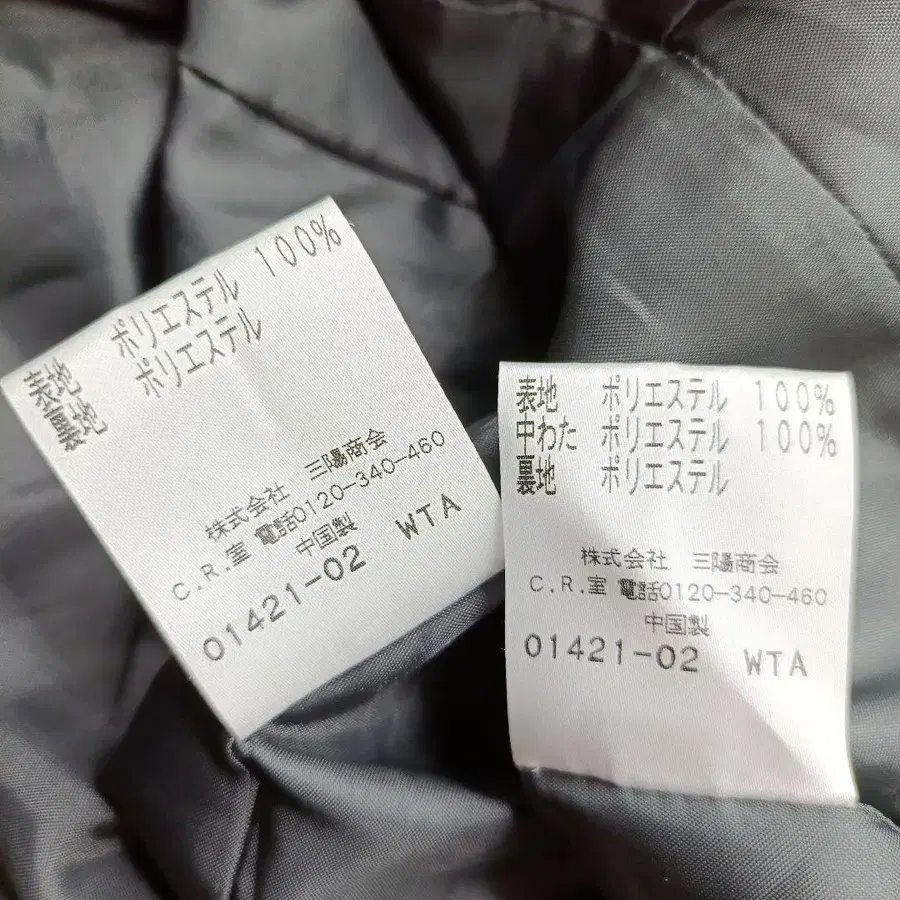 表地 ポリエステル 100%
裏地 ポリエステル
株式会社 三陽商会
C.R.室 電話0120-340-460
中国製
01421-02 WTA
表地 ポリエステル 100%
中わた ポリエステル 100%
裏地 ポリエステル
株式会社 三陽商会
C.R.室 電話0120-340-460
中国製
01421-02 WTA